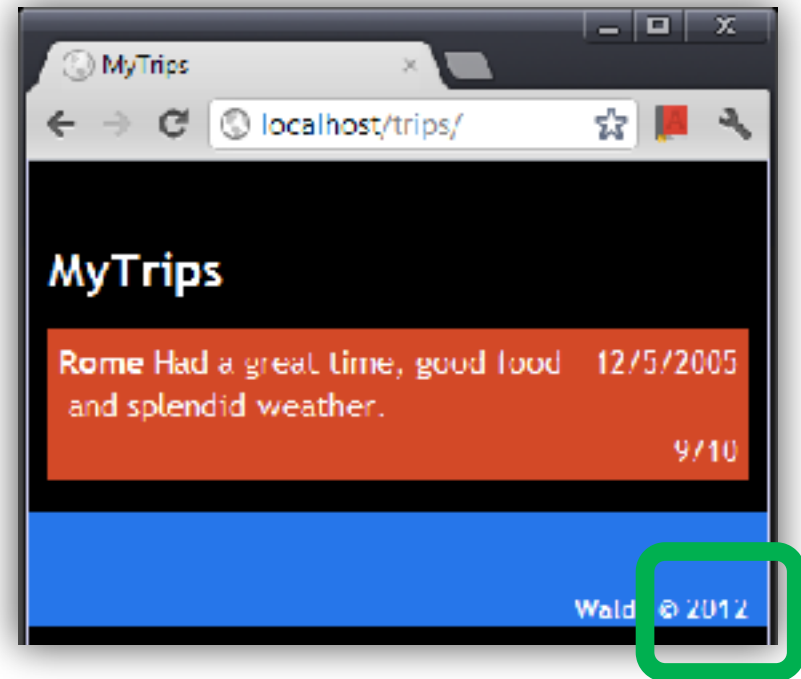 MyTrips
localhost/trips/
MyTrips
Rome Had a great time, good food 12/5/2005
and splendid weather.
9/10
© 2012